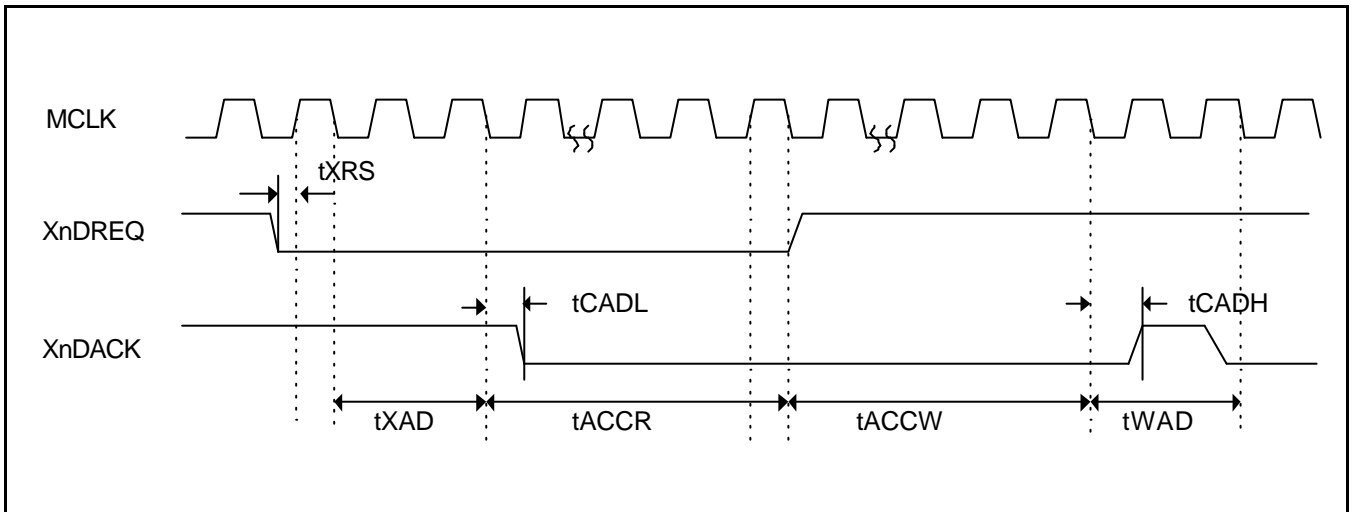 MCLK
tXRS
XnDREQ
tCADL
tCADH
XnDACK
tXAD
tACCR
tACCW
tWAD